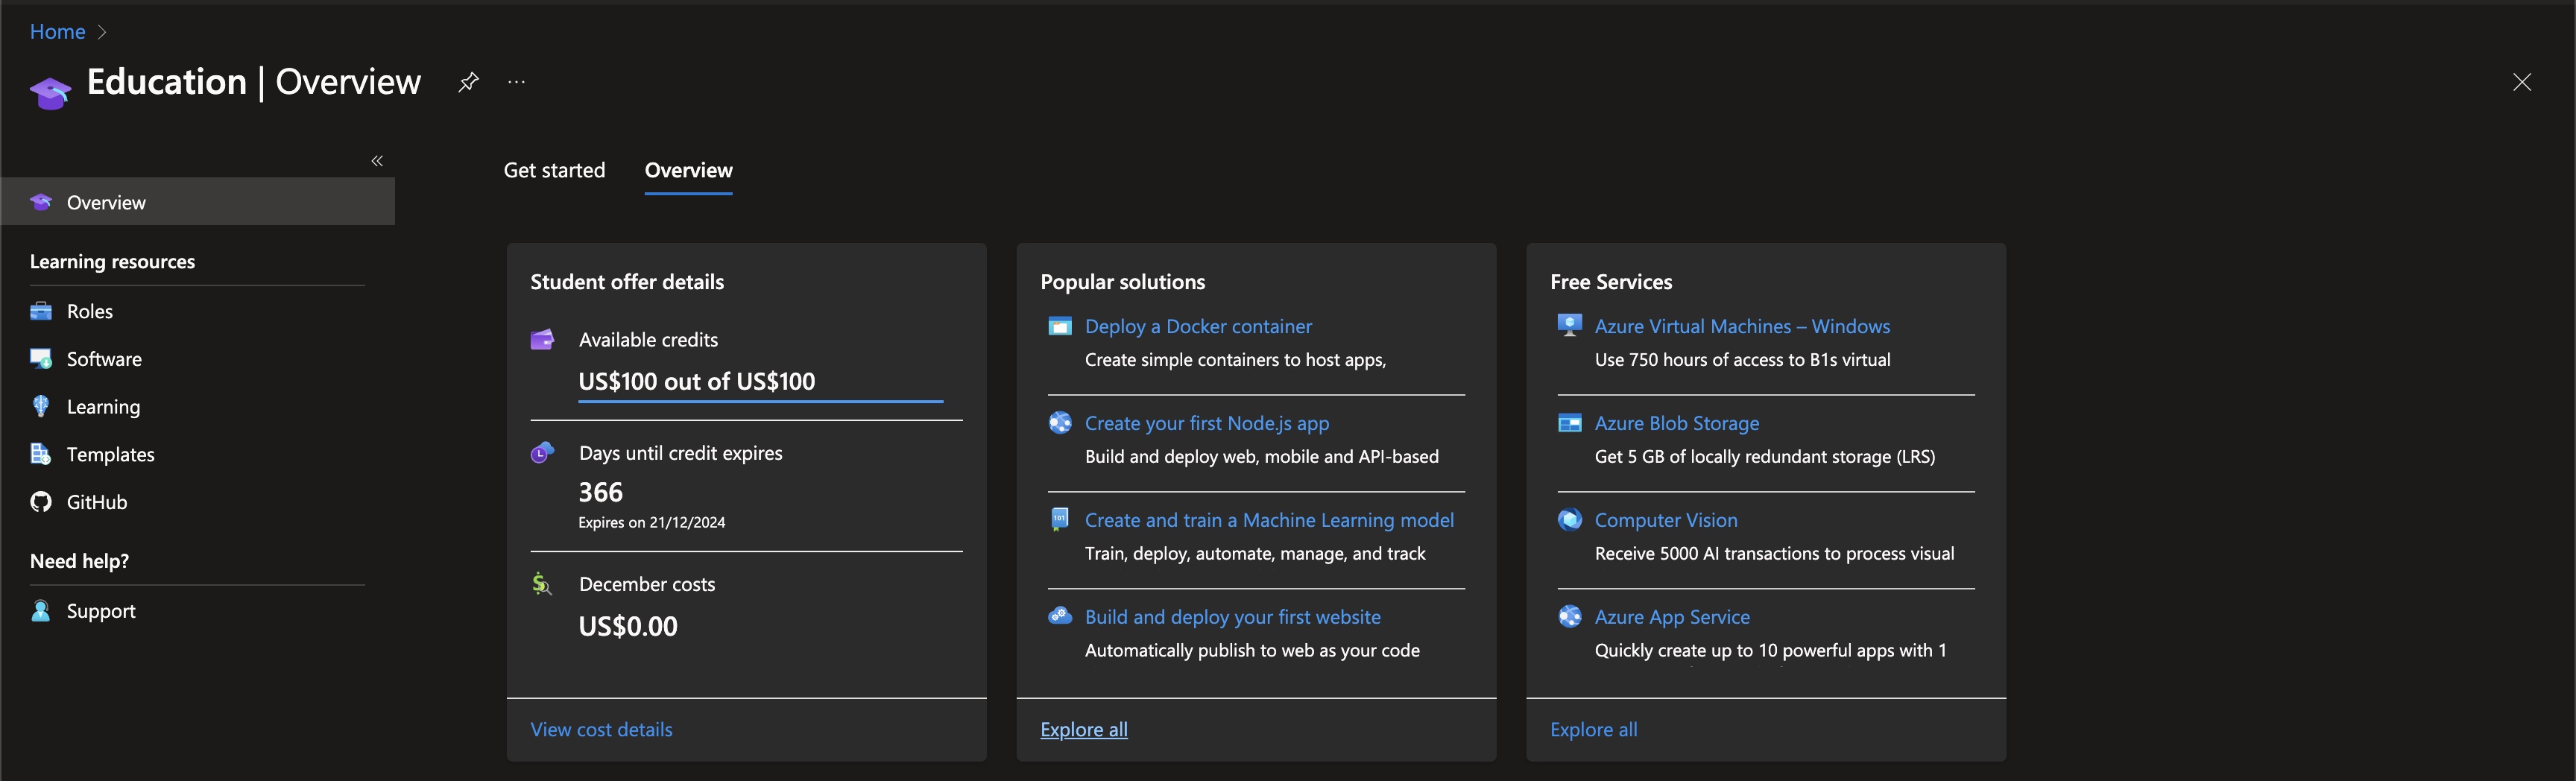 Home
Education | Overview
Get started
Overview
Overview
Learning resources
Roles
Software
Learning
Templates
GitHub
Need help?
Support
Student offer details
Available credits
US$100 out of US$100
Days until credit expires
366
Expires on 21/12/2024
December costs
US$0.00
View cost details
Popular solutions
Deploy a Docker container
Create simple containers to host apps,
Create your first Node.js app
Build and deploy web, mobile and API-based
Create and train a Machine Learning model
Train, deploy, automate, manage, and track
Build and deploy your first website
Automatically publish to web as your code
Explore all
Free Services
Azure Virtual Machines – Windows
Use 750 hours of access to B1s virtual
Azure Blob Storage
Get 5 GB of locally redundant storage (LRS)
Computer Vision
Receive 5000 AI transactions to process visual
Azure App Service
Quickly create up to 10 powerful apps with 1
Explore all